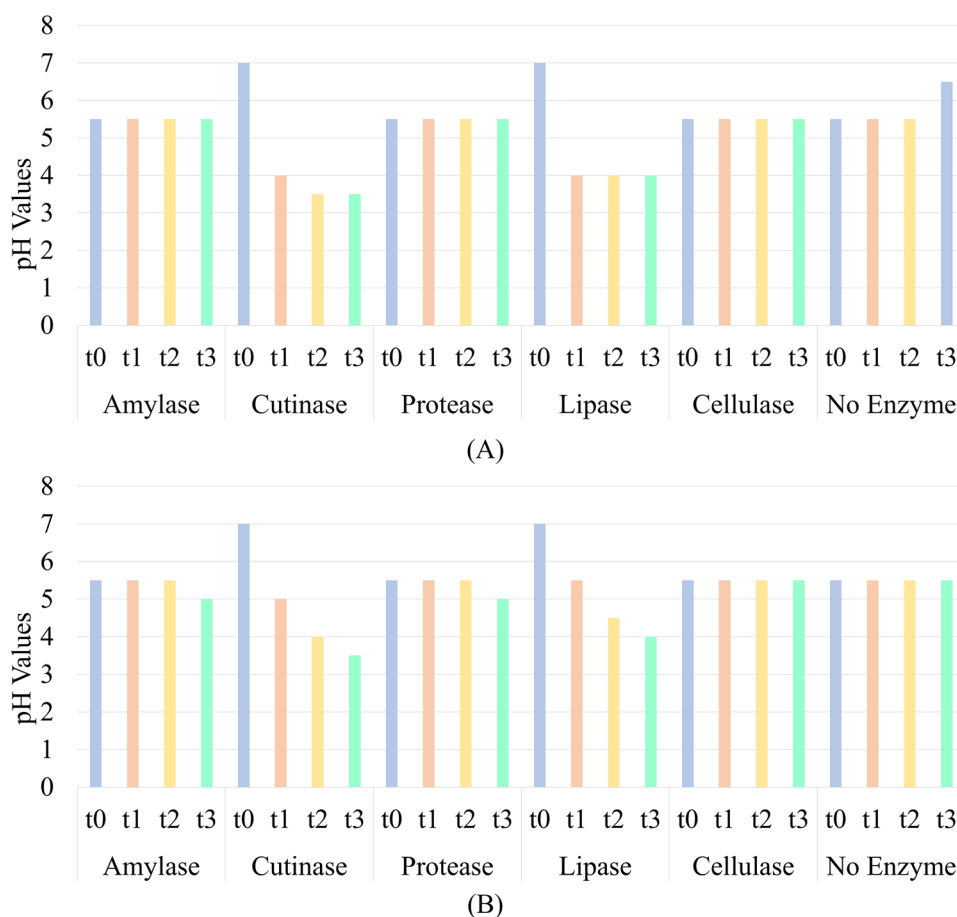 8
7
6
5
4
3
2
1
0
pH Values
t0 t1 t2 t3 t0 t1 t2 t3 t0 t1 t2 t3 t0 t1 t2 t3 t0 t1 t2 t3 t0 t1 t2 t3
Amylase Cutinase Protease Lipase Cellulase No Enzyme
(A)
8
7
6
5
4
3
2
1
0
pH Values
t0 t1 t2 t3 t0 t1 t2 t3 t0 t1 t2 t3 t0 t1 t2 t3 t0 t1 t2 t3 t0 t1 t2 t3
Amylase Cutinase Protease Lipase Cellulase No Enzyme
(B)